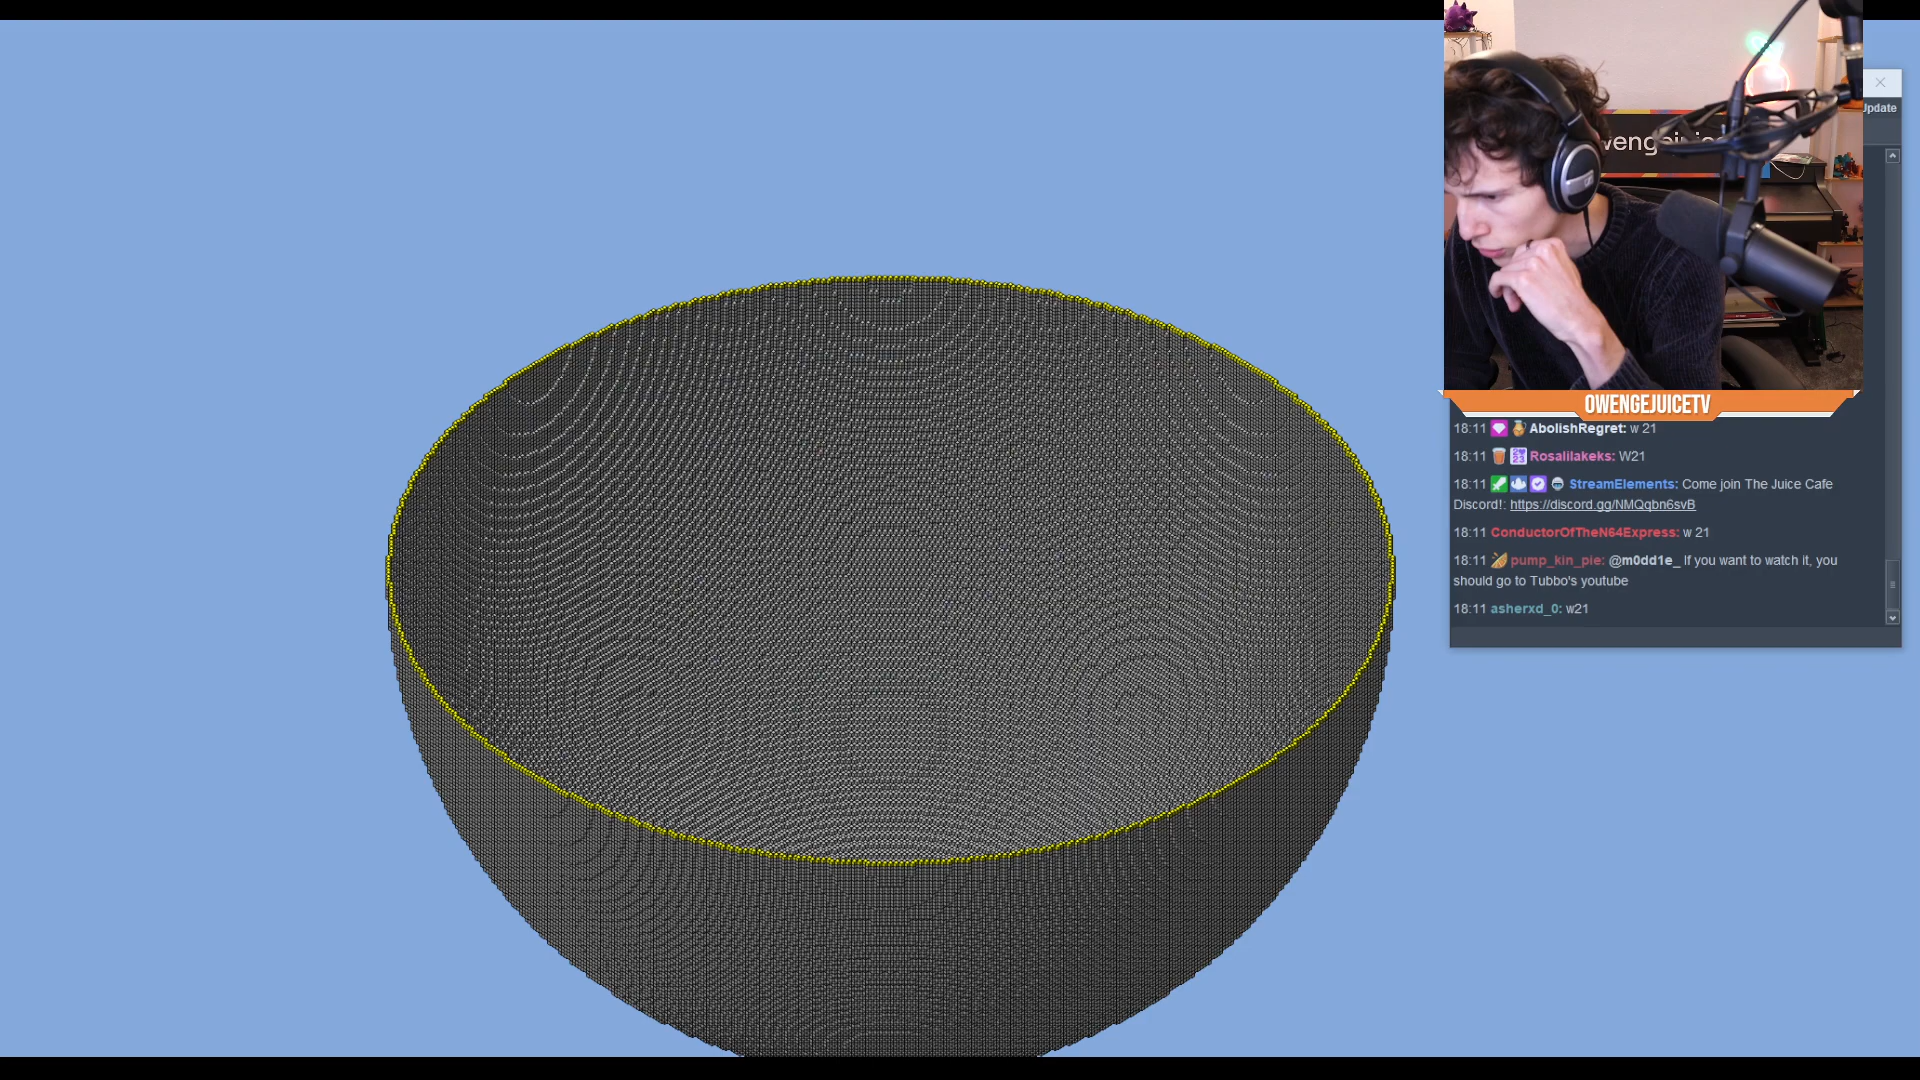 Update
OWENGEJUICETV
18:11 AbolishRegret: w 21
18:11 Rosalilakeks: W21
18:11 StreamElements: Come join The Juice Cafe
Discord!: https://discord.gg/NMQqbn6svB
18:11 ConductorOfTheN64Express: w 21
18:11 pump_kin_pie: @m0dd1e_ If you want to watch it, you
should go to Tubbo's youtube
18:11 asherxd_0: w21